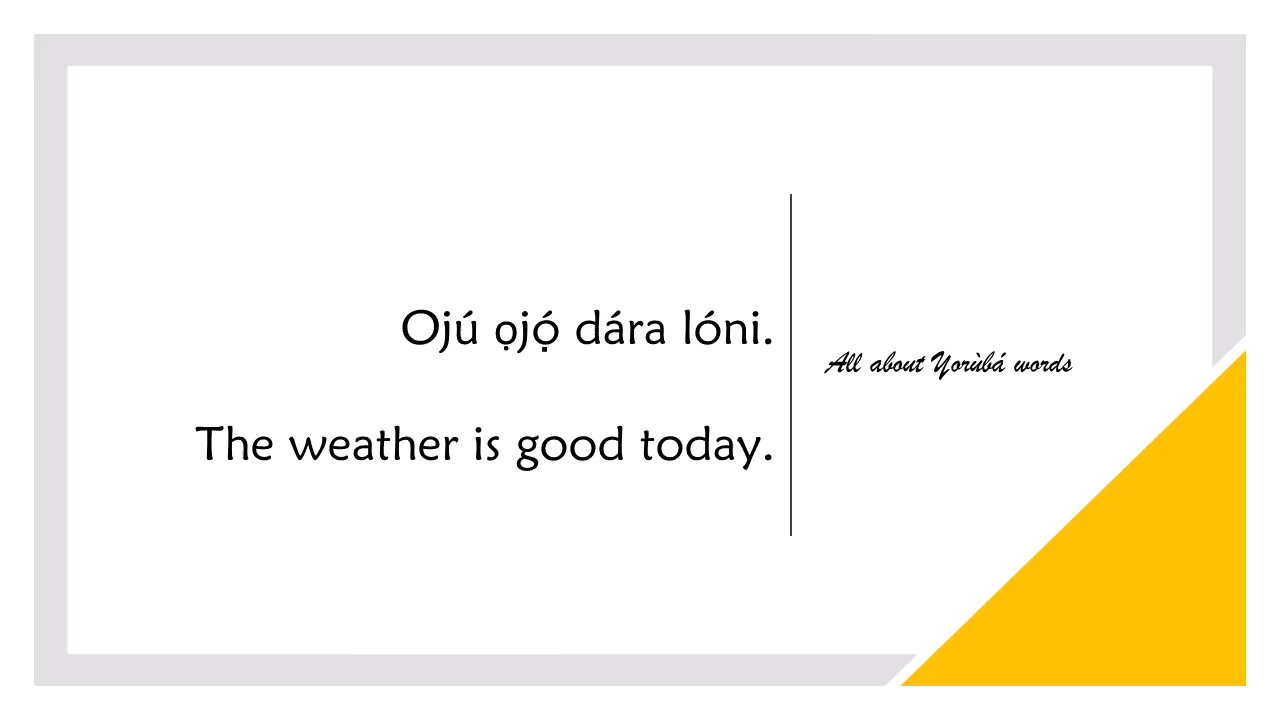 Ojú ọjọ́ dára lóni.
The weather is good today.
All about Yorùbá words